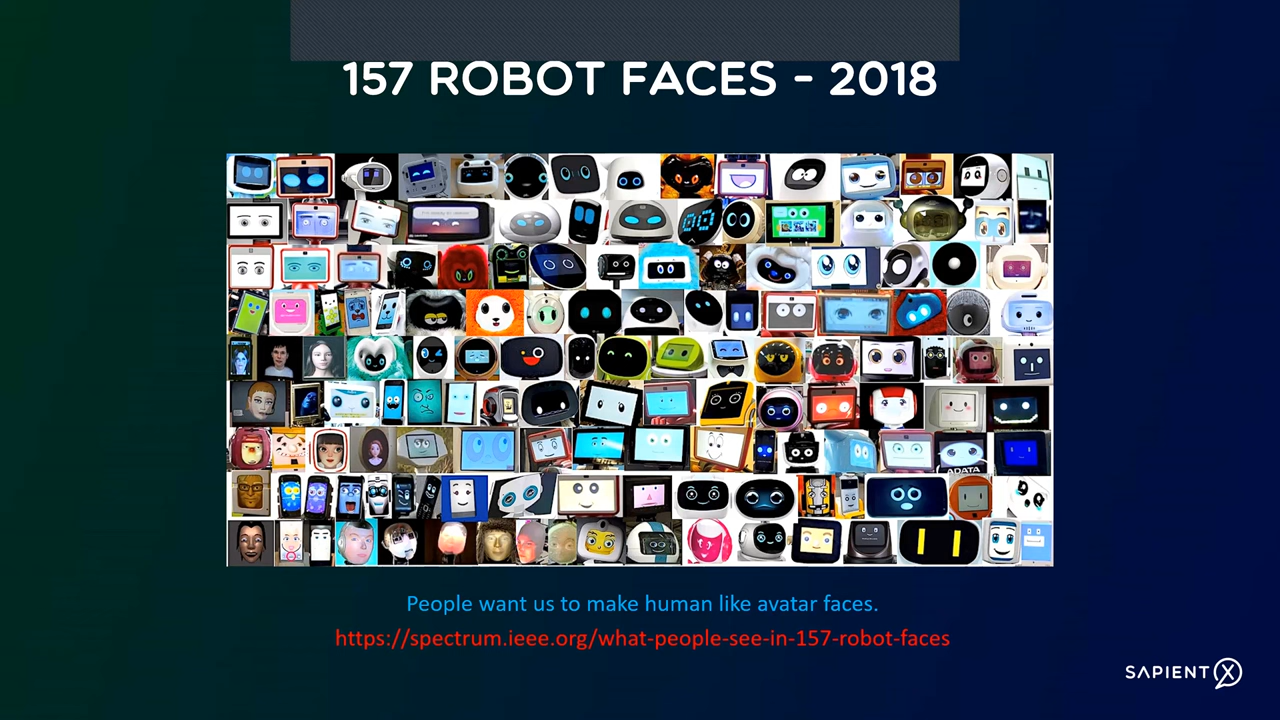 157 ROBOT FACES - 2018
ADATA
People want us to make human like avatar faces.
https://spectrum.ieee.org/what-people-see-in-157-robot-faces
SAPIENT X